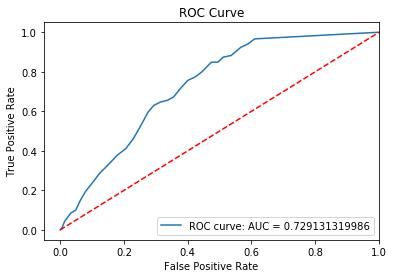 ROC Curve
True Positive Rate
1.0
0.8
0.6
0.4
0.2
0.0
ROC curve: AUC = 0.729131319986
0.0 0.2 0.4 0.6 0.8 1.0
False Positive Rate